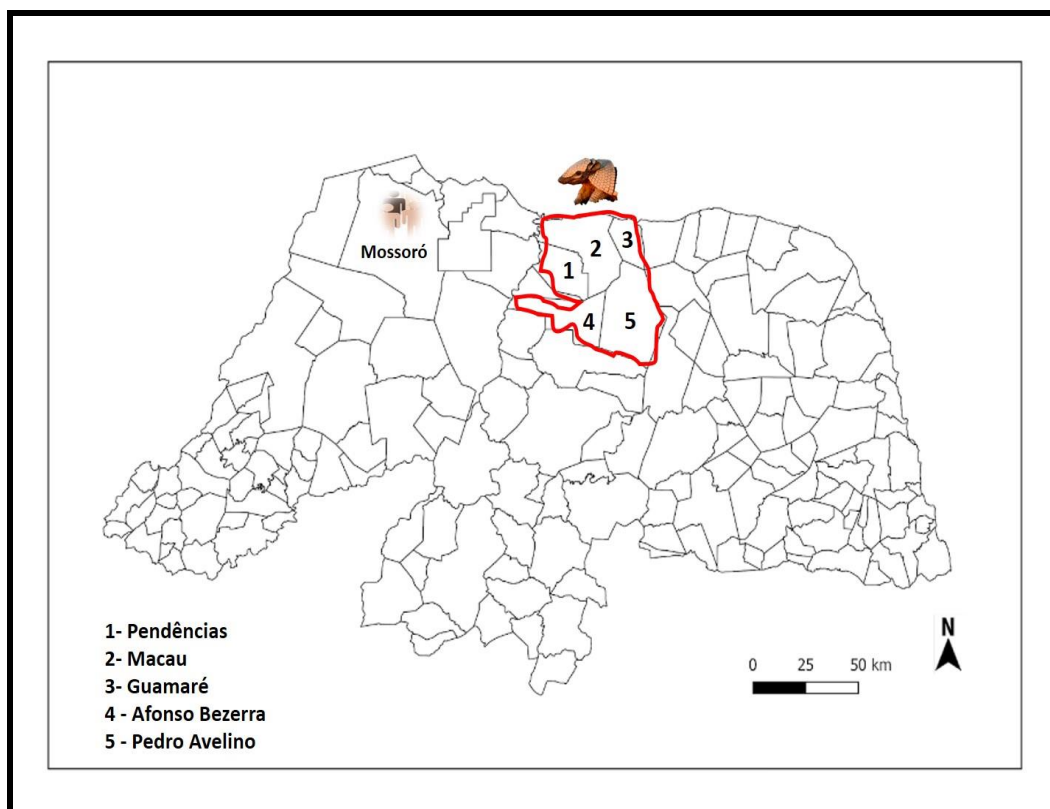 Mossoró
2
3
1
4
5
1- Pendências
2- Macau
3- Guamaré
4 - Afonso Bezerra
5 - Pedro Avelino
N
0 25 50 km